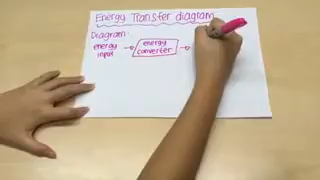 Energy Transfer diagram
Diagram:
energy input → energy converter →